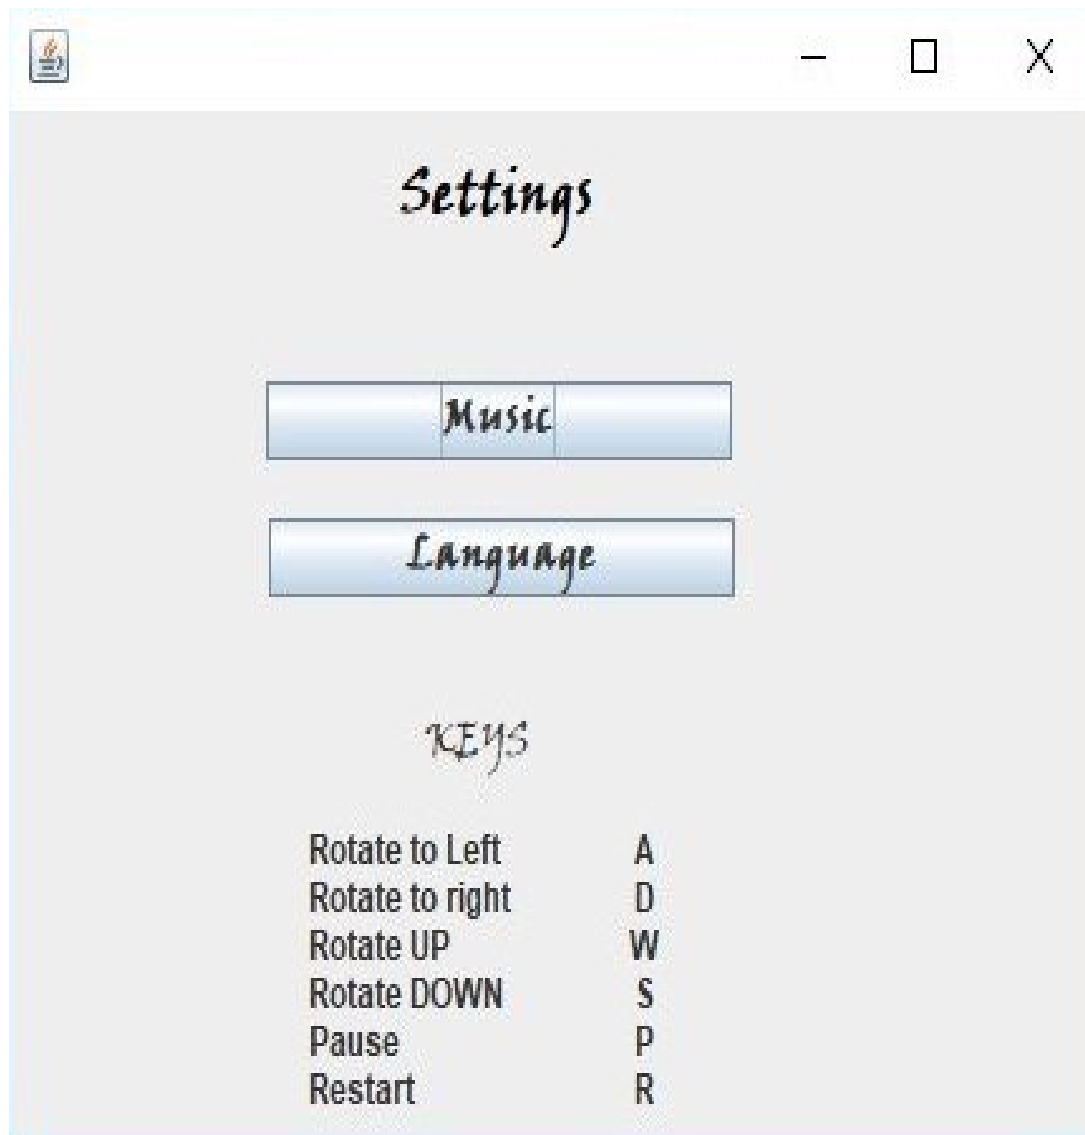 Settings
Music
Language
KEYS
Rotate to Left A
Rotate to right D
Rotate UP W
Rotate DOWN S
Pause P
Restart R